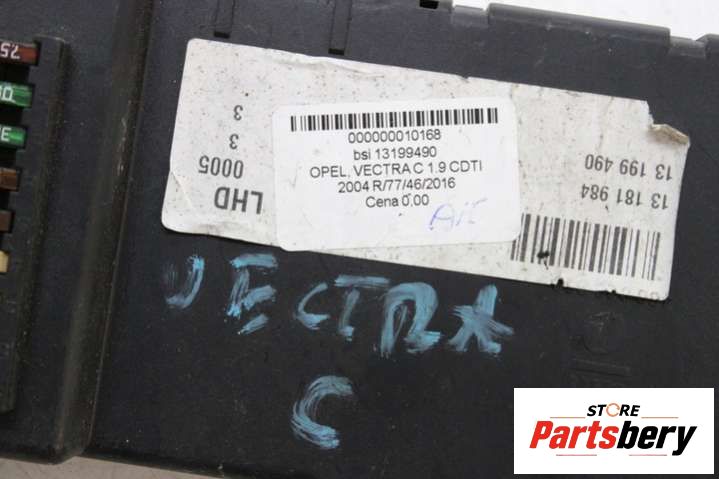 000000010168
bsi 13199490
OPEL, VECTRA C 1.9 CDTI
2004 R/77/46/2016
Cena 0,00
LHD
0005
3
3
13 181 984
13 199 490
VECTRA
C
STORE
Partsbery